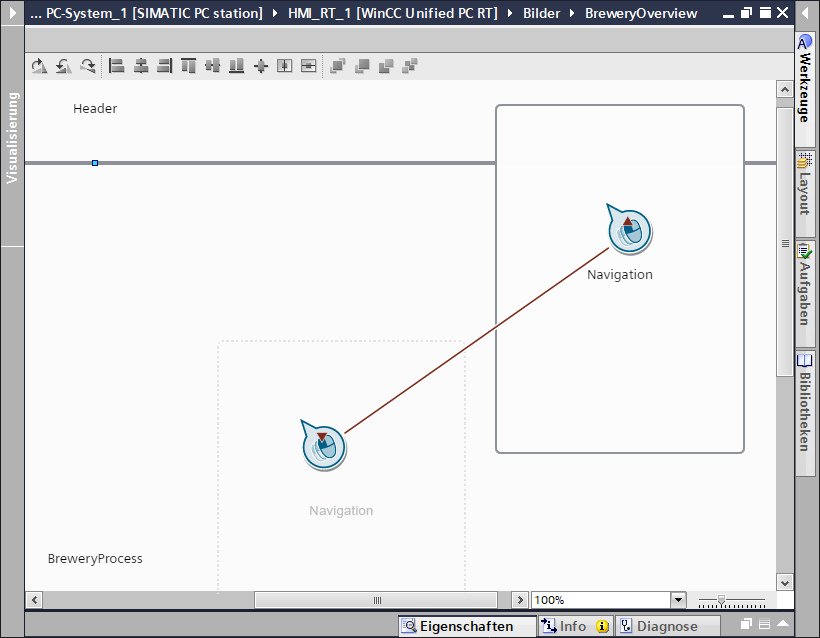 ... PC-System_1 [SIMATIC PC station] HMI_RT_1 [WinCC Unified PC RT] Bilder BreweryOverview
Visualisierung
Header
Navigation
Navigation
BreweryProcess
100%
Werkzeuge
Layout
Aufgaben
Bibliotheken
Eigenschaften Info Diagnose